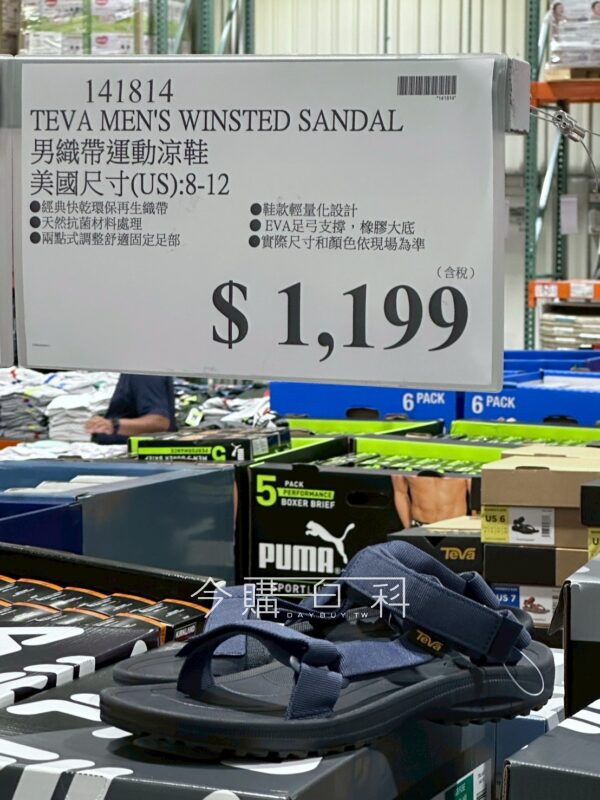 141814
*141814*
TEVA MEN'S WINSTED SANDAL
男織帶運動涼鞋
美國尺寸(US):8-12
●經典快乾環保再生織帶
●天然抗菌材料處理
●兩點式調整舒適固定足部
●鞋款輕量化設計
●EVA足弓支撐，橡膠大底
●實際尺寸和顏色依現場為準
(含稅)
$ 1,199
6 PACK
6 PACK
5 PACK
PERFORMANCE
BOXER BRIEF
PUMA
SPORTLI
US 6
Teva
US 7
KIRKLAND
今購百科
DAYBUY.TW
Teva